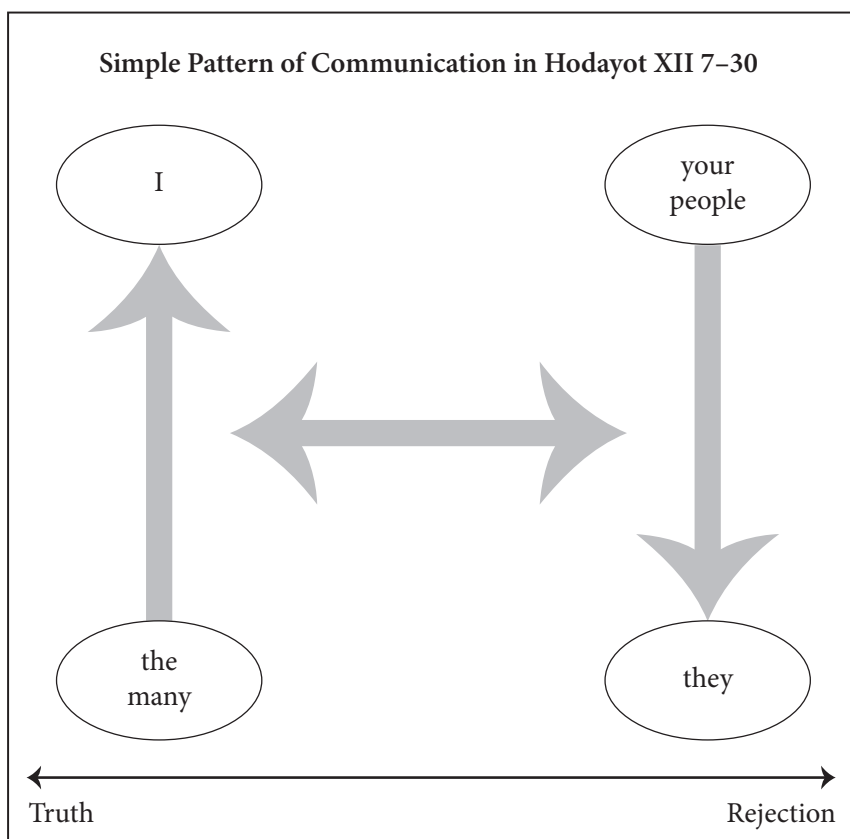 Simple Pattern of Communication in Hodayot XII 7–30
I
your
people
the
many
they
Truth
Rejection